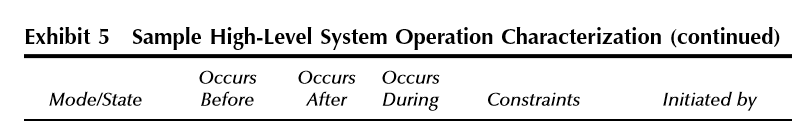 Exhibit 5 Sample High-Level System Operation Characterization (continued)
Occurs Occurs Occurs
Mode/State Before After During Constraints Initiated by